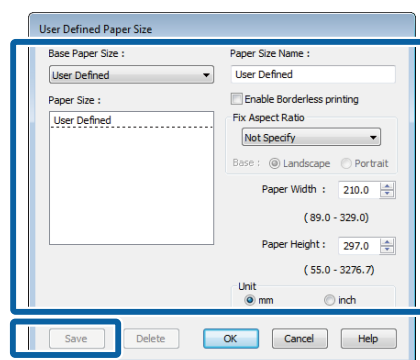 User Defined Paper Size
Base Paper Size :
User Defined
Paper Size :
User Defined
Paper Size Name :
User Defined
Enable Borderless printing
Fix Aspect Ratio
Not Specify
Base : Landscape Portrait
Paper Width : 210.0
( 89.0 - 329.0)
Paper Height : 297.0
( 55.0 - 3276.7)
Unit
mm inch
Save Delete OK Cancel Help